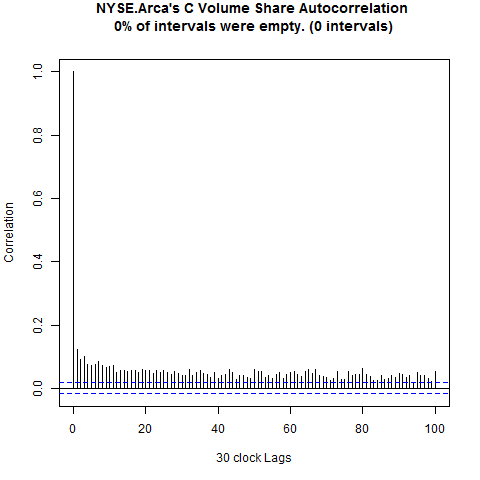 NYSE.Arca's C Volume Share Autocorrelation
0% of intervals were empty. (0 intervals)
1.0
0.8
0.6
0.4
0.2
0.0
Correlation
0 20 40 60 80 100
30 clock Lags